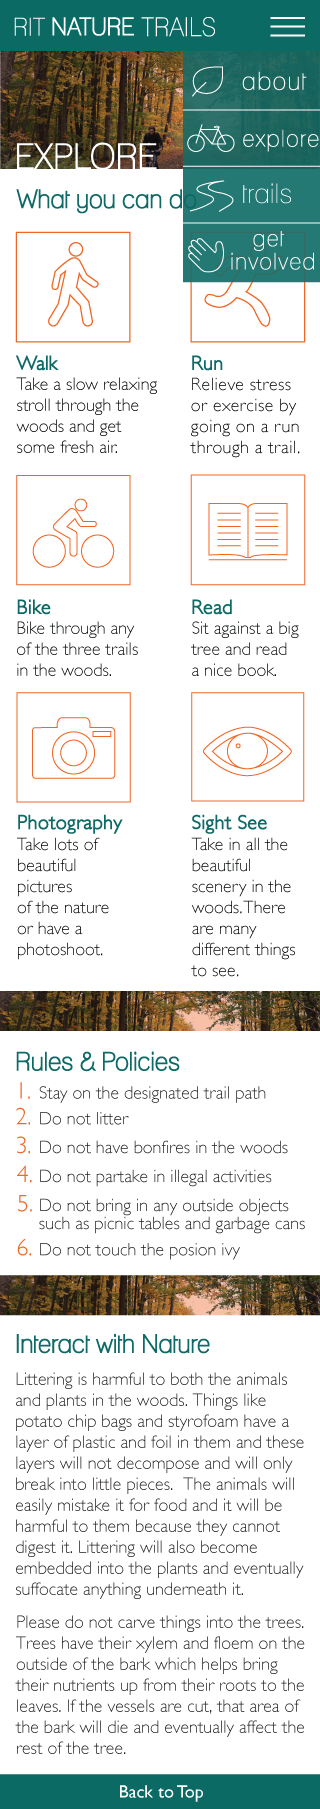 RIT NATURE TRAILS
about
explore
trails
get
involved
EXPLORE
What you can do
Walk
Take a slow relaxing
stroll through the
woods and get
some fresh air.
Run
Relieve stress
or exercise by
going on a run
through a trail.
Bike
Bike through any
of the three trails
in the woods.
Read
Sit against a big
tree and read
a nice book.
Photography
Take lots of
beautiful
pictures
of the nature
or have a
photoshoot.
Sight See
Take in all the
beautiful
scenery in the
woods.There
are many
different things
to see.
Rules & Policies
1. Stay on the designated trail path
2. Do not litter
3. Do not have bonfires in the woods
4. Do not partake in illegal activities
5. Do not bring in any outside objects
such as picnic tables and garbage cans
6. Do not touch the posion ivy
Interact with Nature
Littering is harmful to both the animals
and plants in the woods. Things like
potato chip bags and styrofoam have a
layer of plastic and foil in them and these
layers will not decompose and will only
break into little pieces.  The animals will
easily mistake it for food and it will be
harmful to them because they cannot
digest it. Littering will also become
embedded into the plants and eventually
suffocate anything underneath it.
Please do not carve things into the trees.
Trees have their xylem and floem on the
outside of the bark which helps bring
their nutrients up from their roots to the
leaves. If the vessels are cut, that area of
the bark will die and eventually affect the
rest of the tree.
Back to Top